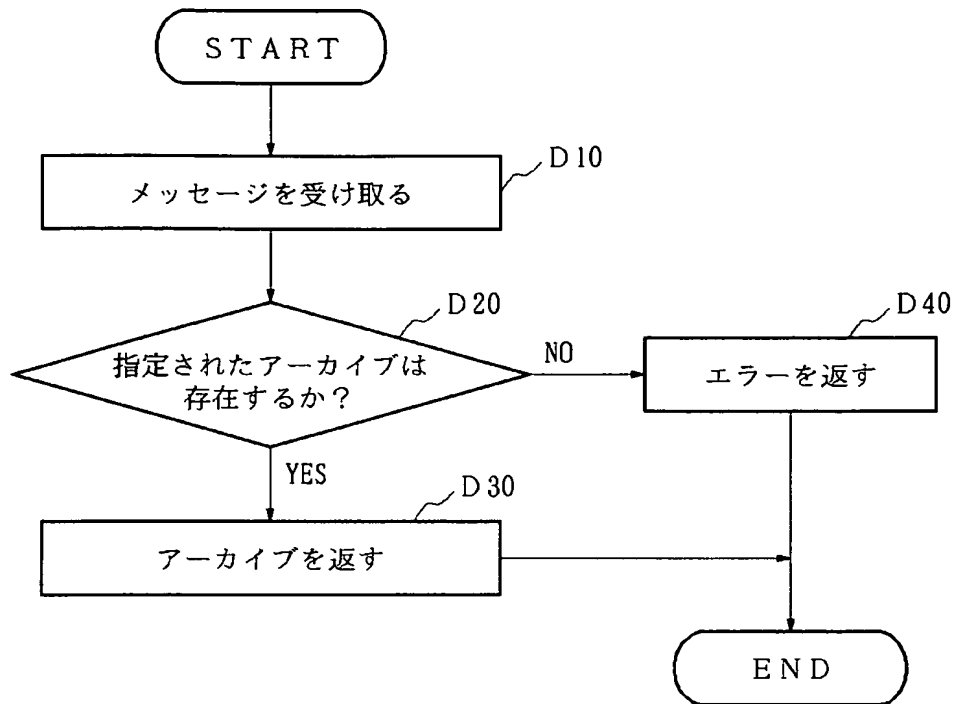 START
D10
メッセージを受け取る
D20
指定されたアーカイブは
存在するか？
NO
D40
エラーを返す
YES
D30
アーカイブを返す
END